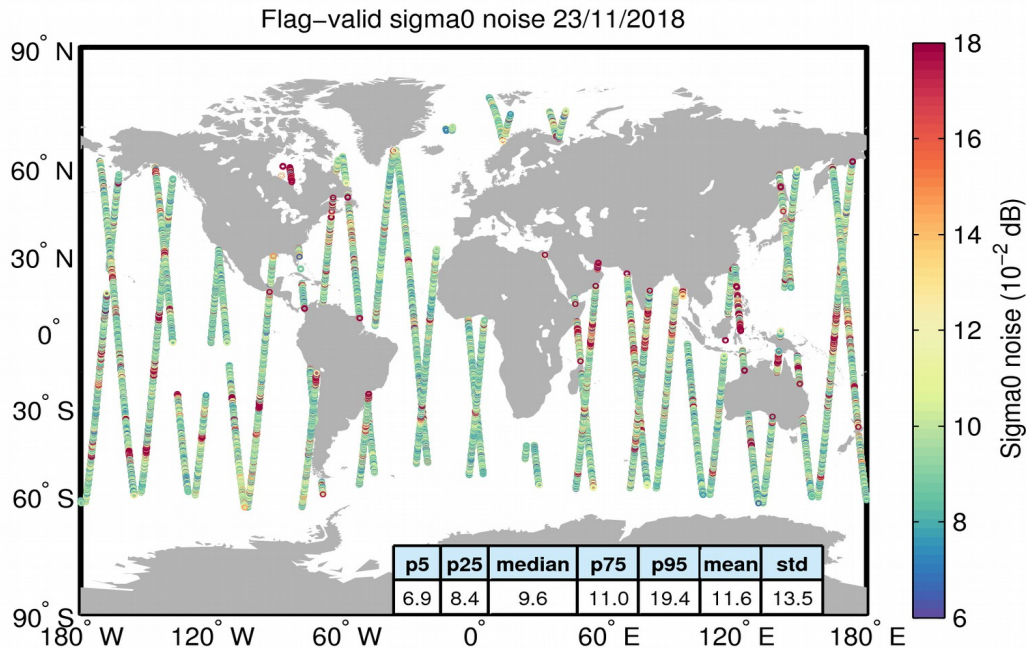 Flag−valid sigma0 noise 23/11/2018
90° N
60° N
30° N
0°
30° S
60° S
90° S
180° W
120° W
60° W
0°
60° E
120° E
180° E
p5 p25 median p75 p95 mean std
6.9 8.4 9.6 11.0 19.4 11.6 13.5
18
16
14
12
10
8
6
Sigma0 noise (10⁻² dB)